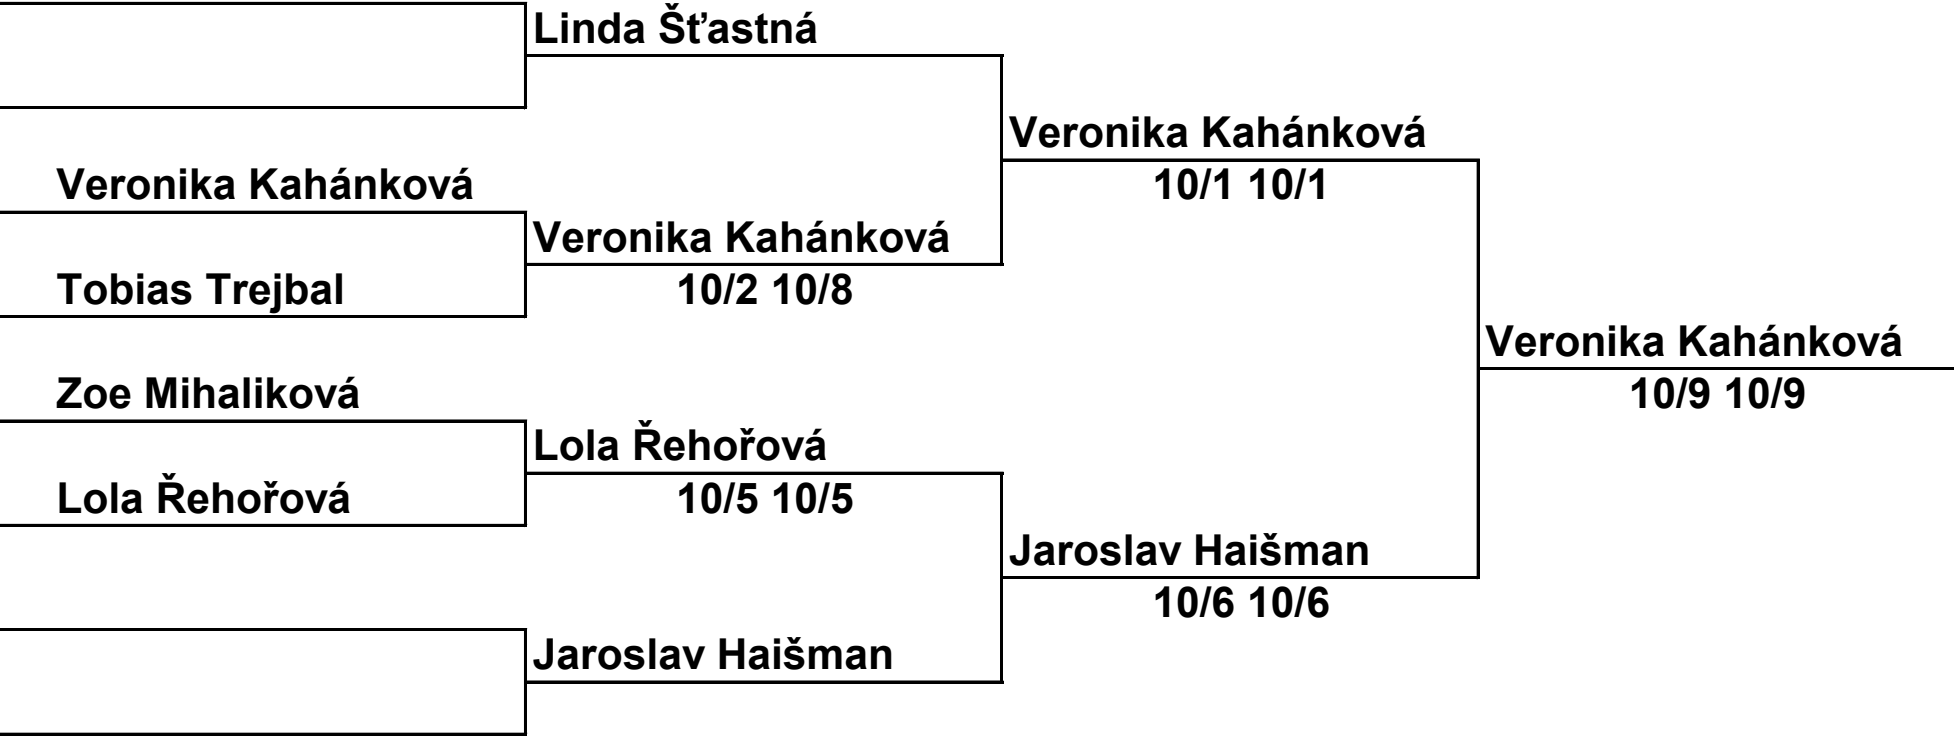 Linda Šťastná
Veronika Kahánková
10/1 10/1
Veronika Kahánková
Veronika Kahánková
10/2 10/8
Tobias Trejbal
Veronika Kahánková
10/9 10/9
Zoe Mihaliková
Lola Řehořová
10/5 10/5
Lola Řehořová
Jaroslav Haišman
10/6 10/6
Jaroslav Haišman